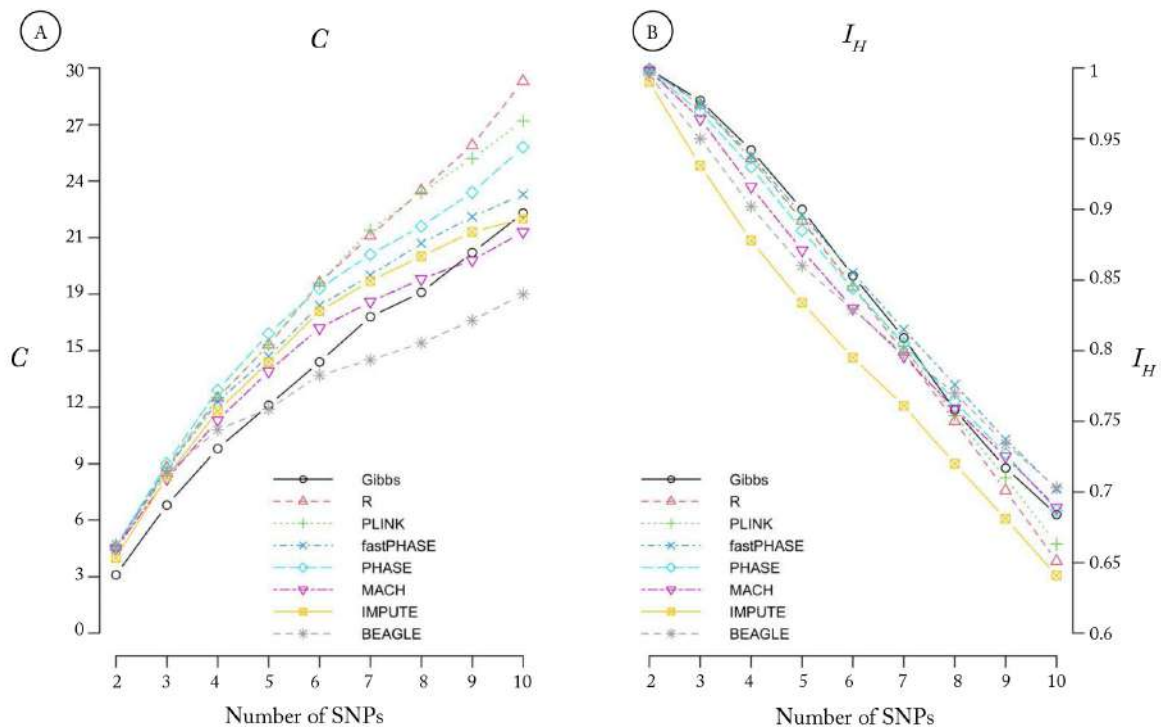 A
C
B
I_H
30
27
24
21
19
15
12
9
6
3
0
C
Gibbs
R
PLINK
fastPHASE
PHASE
MACH
IMPUTE
BEAGLE
2 3 4 5 6 7 8 9 10
Number of SNPs
1
0.95
0.9
0.85
0.8
0.75
0.7
0.65
0.6
I_H
Gibbs
R
PLINK
fastPHASE
PHASE
MACH
IMPUTE
BEAGLE
2 3 4 5 6 7 8 9 10
Number of SNPs